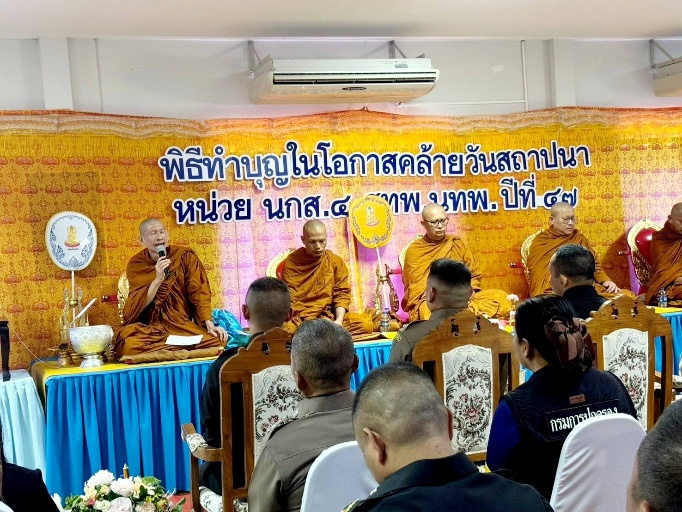 พิธีทำบุญในโอกาสคล้ายวันสถาปนา
หน่วย นกส.๔ นทพ. ปีที่ ๔๗
กรมการปกครอง